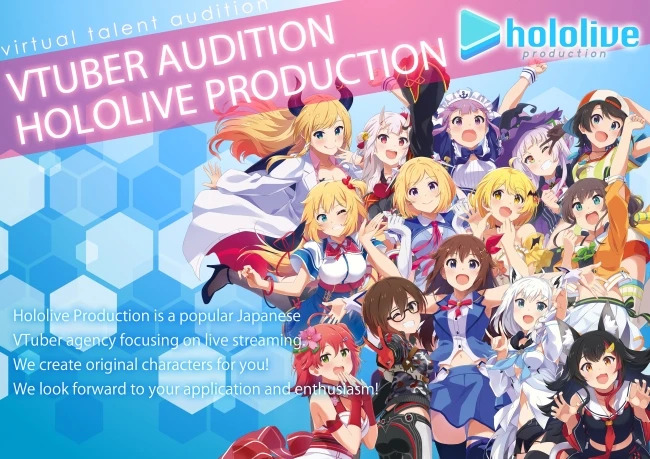 virtual talent audition
VTUBER AUDITION
HOLOLIVE PRODUCTION
hololive
production
Hololive Production is a popular Japanese
VTuber agency focusing on live streaming.
We create original characters for you!
We look forward to your application and enthusiasm!